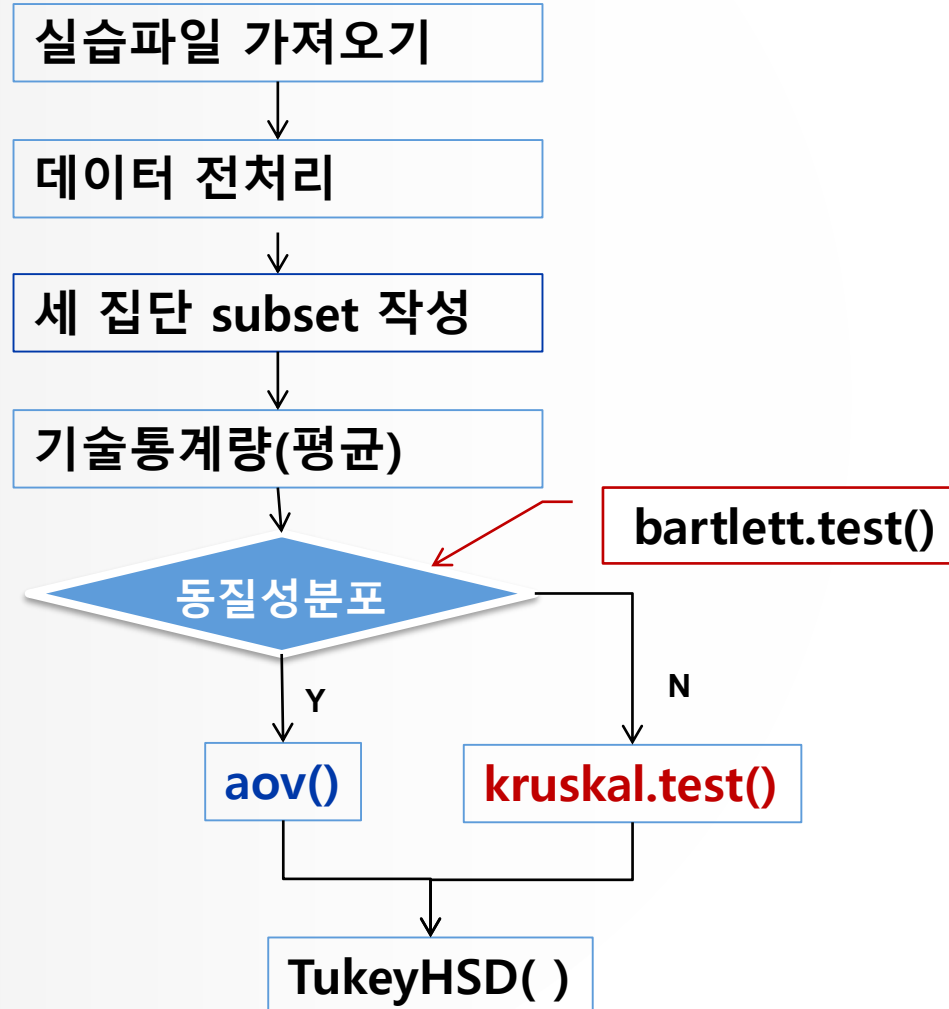 실습파일 가져오기
데이터 전처리
세 집단 subset 작성
기술통계량(평균)
bartlett.test()
동질성분포
Y
N
aov()
kruskal.test()
TukeyHSD( )